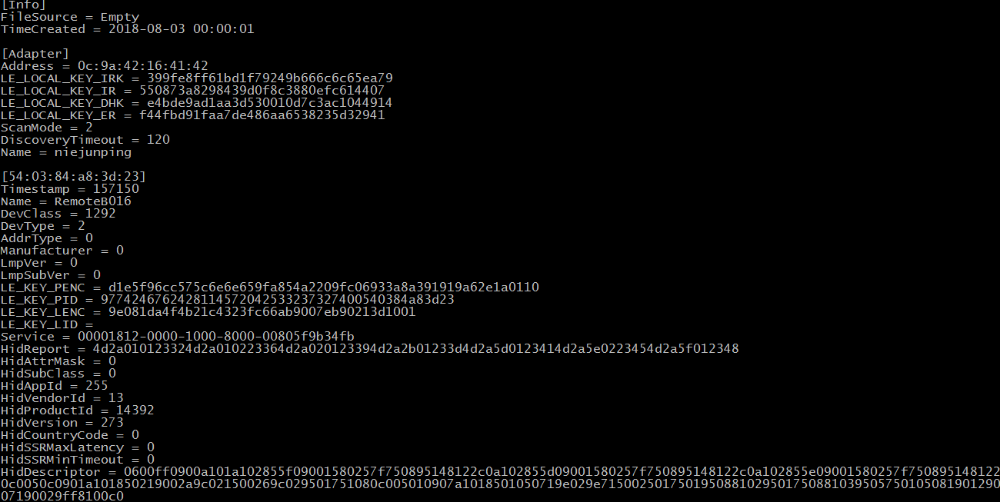 [Info]
FileSource = Empty
TimeCreated = 2018-08-03 00:00:01
[Adapter]
Address = 0c:9a:42:16:41:42
LE_LOCAL_KEY_IRK = 399fe8ff61bd1f79249b666c6c65ea79
LE_LOCAL_KEY_IR = 550873a8298439d0f8c3880efc614407
LE_LOCAL_KEY_DHK = e4bde9ad1aa3d530010d7c3ac1044914
LE_LOCAL_KEY_ER = f44fbd91faa7de486aa6538235d32941
ScanMode = 2
DiscoveryTimeout = 120
Name = niejunping
[54:03:84:a8:3d:23]
Timestamp = 157150
Name = RemoteB016
DevClass = 1292
DevType = 2
AddrType = 0
Manufacturer = 0
LmpVer = 0
LmpSubVer = 0
LE_KEY_PENC = d1e5f96cc575c6e6e659fa854a2209fc06933a8a391919a62e1a0110
LE_KEY_PID = 97742467624281145720425332373274005403​84a83d23
LE_KEY_LENC = 9e081da4f4b21c4323fc66ab9007eb90213d1001
LE_KEY_LID =
Service = 00001812-0000-1000-8000-00805f9b34fb
HidReport = 4d2a010123324d2a010223364d2a020123394d2a2b01233d4d2a5d0123414d2a5e0223454d2a5f012348
HidAttrMask = 0
HidSubClass = 0
HidAppId = 255
HidVendorId = 13
HidProductId = 14392
HidVersion = 273
HidCountryCode = 0
HidSSRMaxLatency = 0
HidSSRMinTimeout = 0
HidDescriptor = 0600ff0900a101a102855f09001580257f750895148122c0a102855d09001580257f750895148122c0a102855e09001580257f750895148122
0c0050c0901a101850219002a9c021500269c029501751080c005010907a1018501050719e029e7150025017501950881029501750881039505750105081901290
07190029ff8100c0